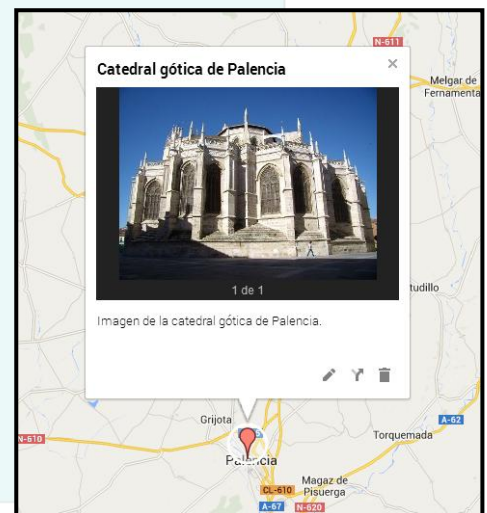 N-611
Catedral gótica de Palencia
Melgar de
Fernamenta
1 de 1
tudillo
Imagen de la catedral gótica de Palencia.
Grijota
A-62
N-610
Torquemada
Palencia
Magaz de
Pisuerga
CL-610
A-67
N-620